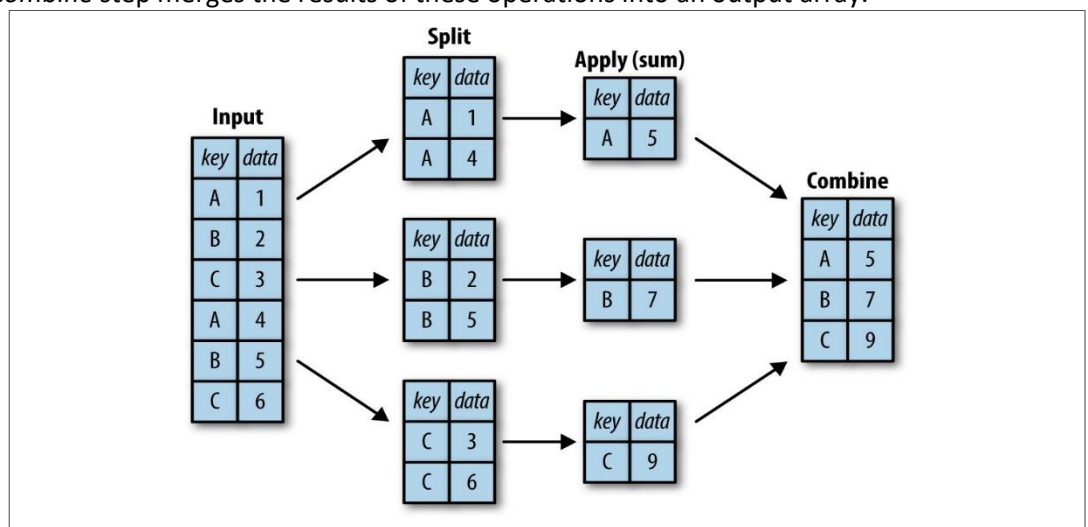 combine step merges the results of these operations into an output array.
Split
key data
A 1
A 4
Apply (sum)
key data
A 5
Input
key data
A 1
B 2
C 3
A 4
B 5
C 6
key data
B 2
B 5
key data
B 7
key data
C 3
C 6
key data
C 9
Combine
key data
A 5
B 7
C 9